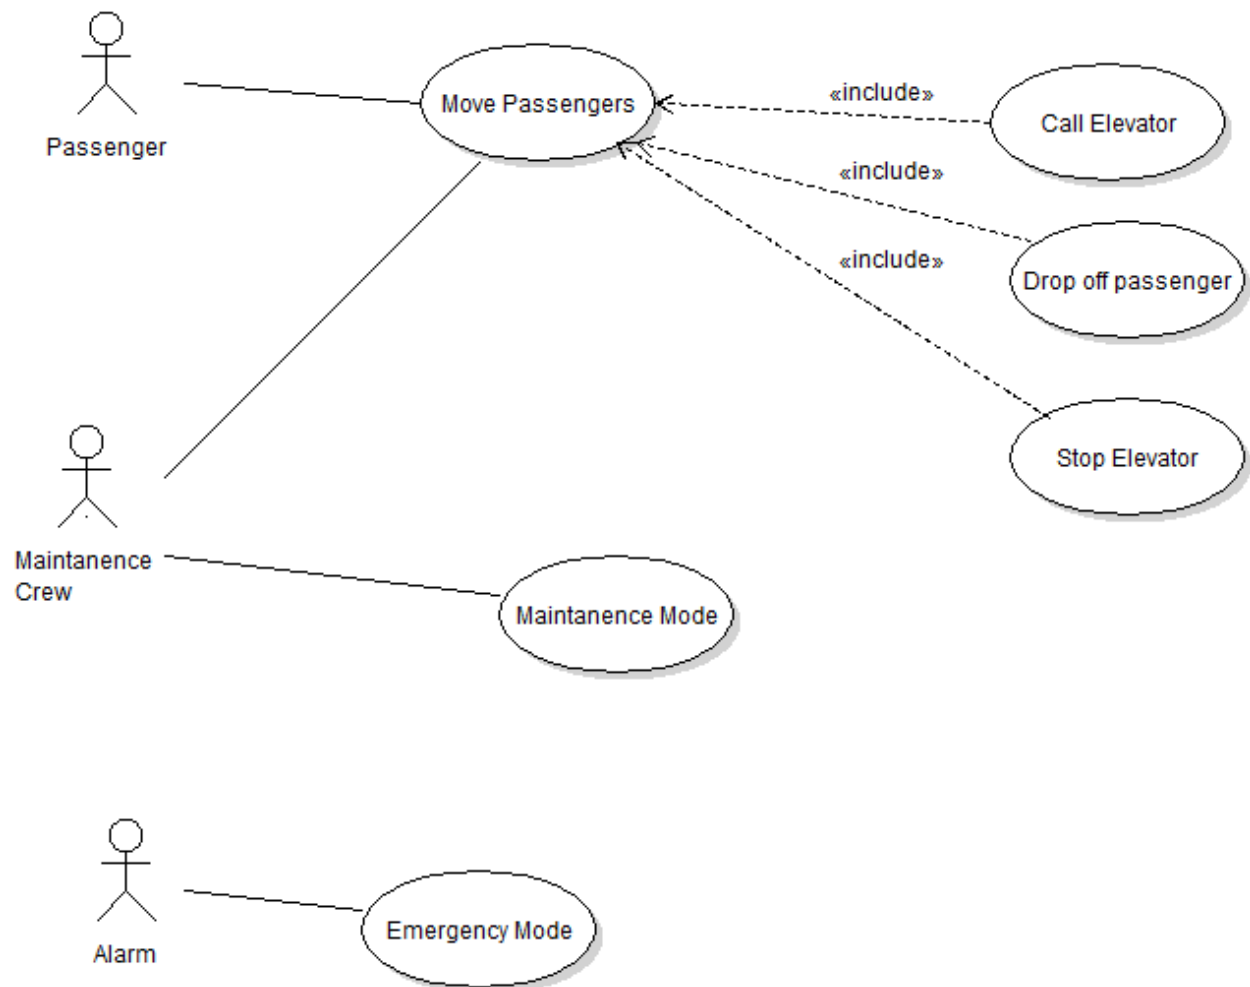 Passenger
Move Passengers
«include»
Call Elevator
«include»
Drop off passenger
«include»
Stop Elevator
Maintanence
Crew
Maintanence Mode
Alarm
Emergency Mode